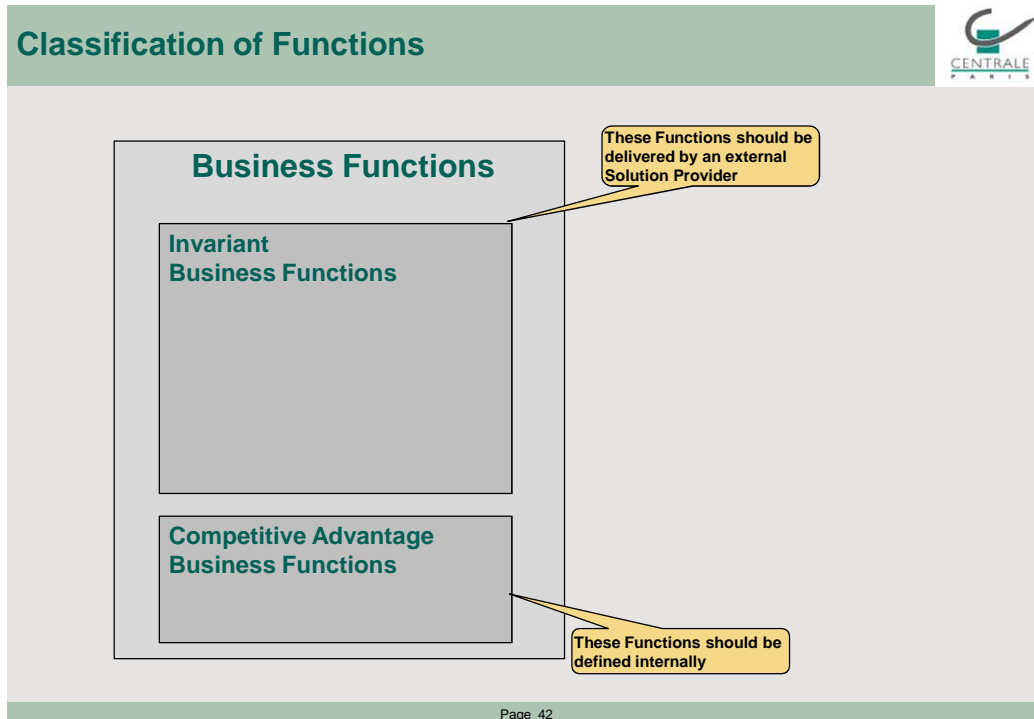 Classification of Functions
CENTRALE
PARIS
These Functions should be
delivered by an external
Solution Provider
Business Functions
Invariant
Business Functions
Competitive Advantage
Business Functions
These Functions should be
defined internally
Page 42